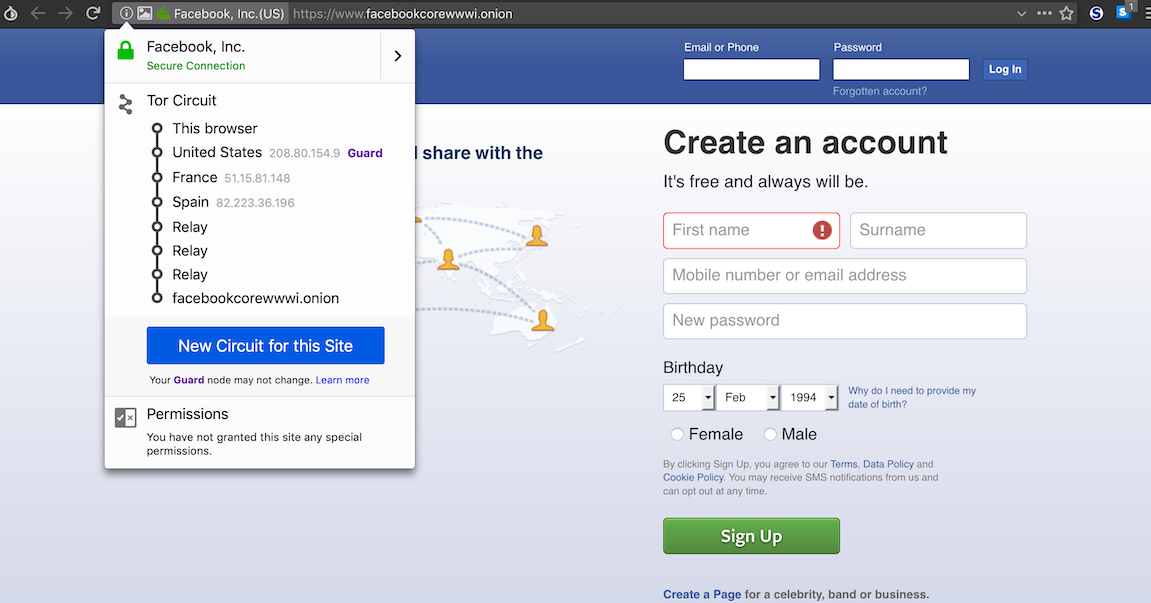 Facebook, Inc.(US) https://www.facebookcorewwwi.onion
S
S 1
Facebook, Inc.
Secure Connection
Tor Circuit
This browser
United States 208.80.154.9 Guard
France 51.15.81.148
Spain 82.223.36.196
Relay
Relay
Relay
facebookcorewwwi.onion
New Circuit for this Site
Your Guard node may not change. Learn more
Permissions
You have not granted this site any special
permissions.
Email or Phone
Password
Log In
Forgotten account?
share with the
Create an account
It's free and always will be.
First name
Surname
Mobile number or email address
New password
Birthday
25 Feb 1994
Why do I need to provide my
date of birth?
Female Male
By clicking Sign Up, you agree to our Terms, Data Policy and
Cookie Policy. You may receive SMS notifications from us and
can opt out at any time.
Sign Up
Create a Page for a celebrity, band or business.